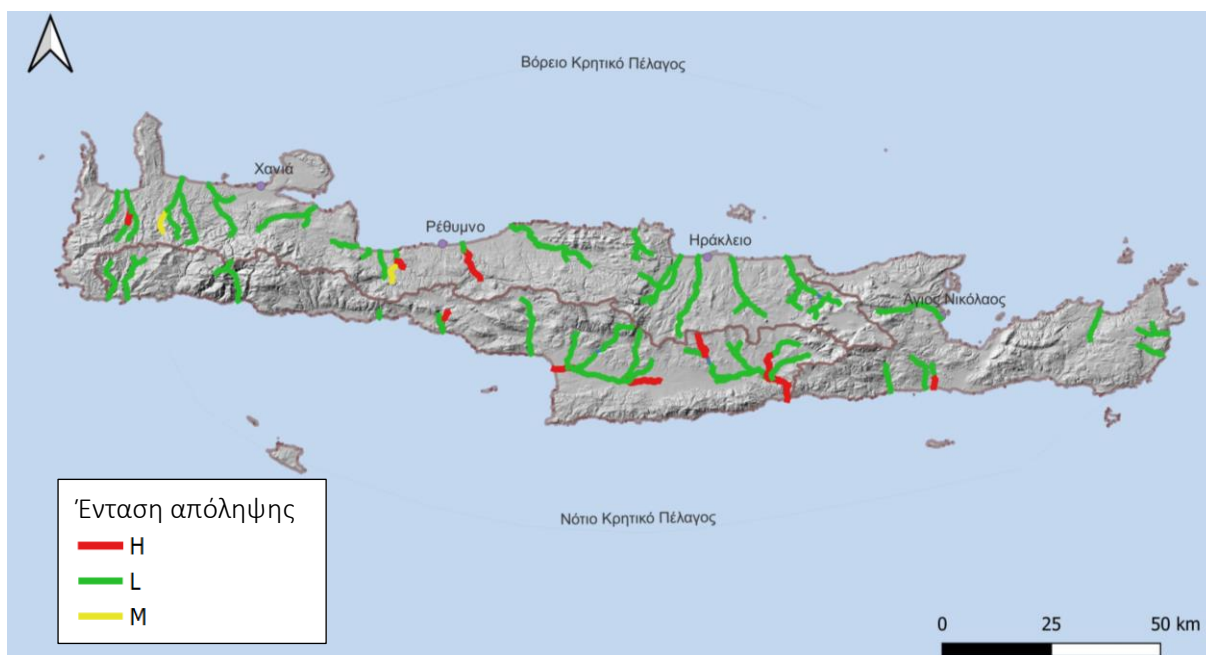 Βόρειο Κρητικό Πέλαγος
Χανιά
Ρέθυμνο
Ηράκλειο
Άγιος Νικόλαος
Νότιο Κρητικό Πέλαγος
Ένταση απόληψης
H
L
M
0 25 50 km